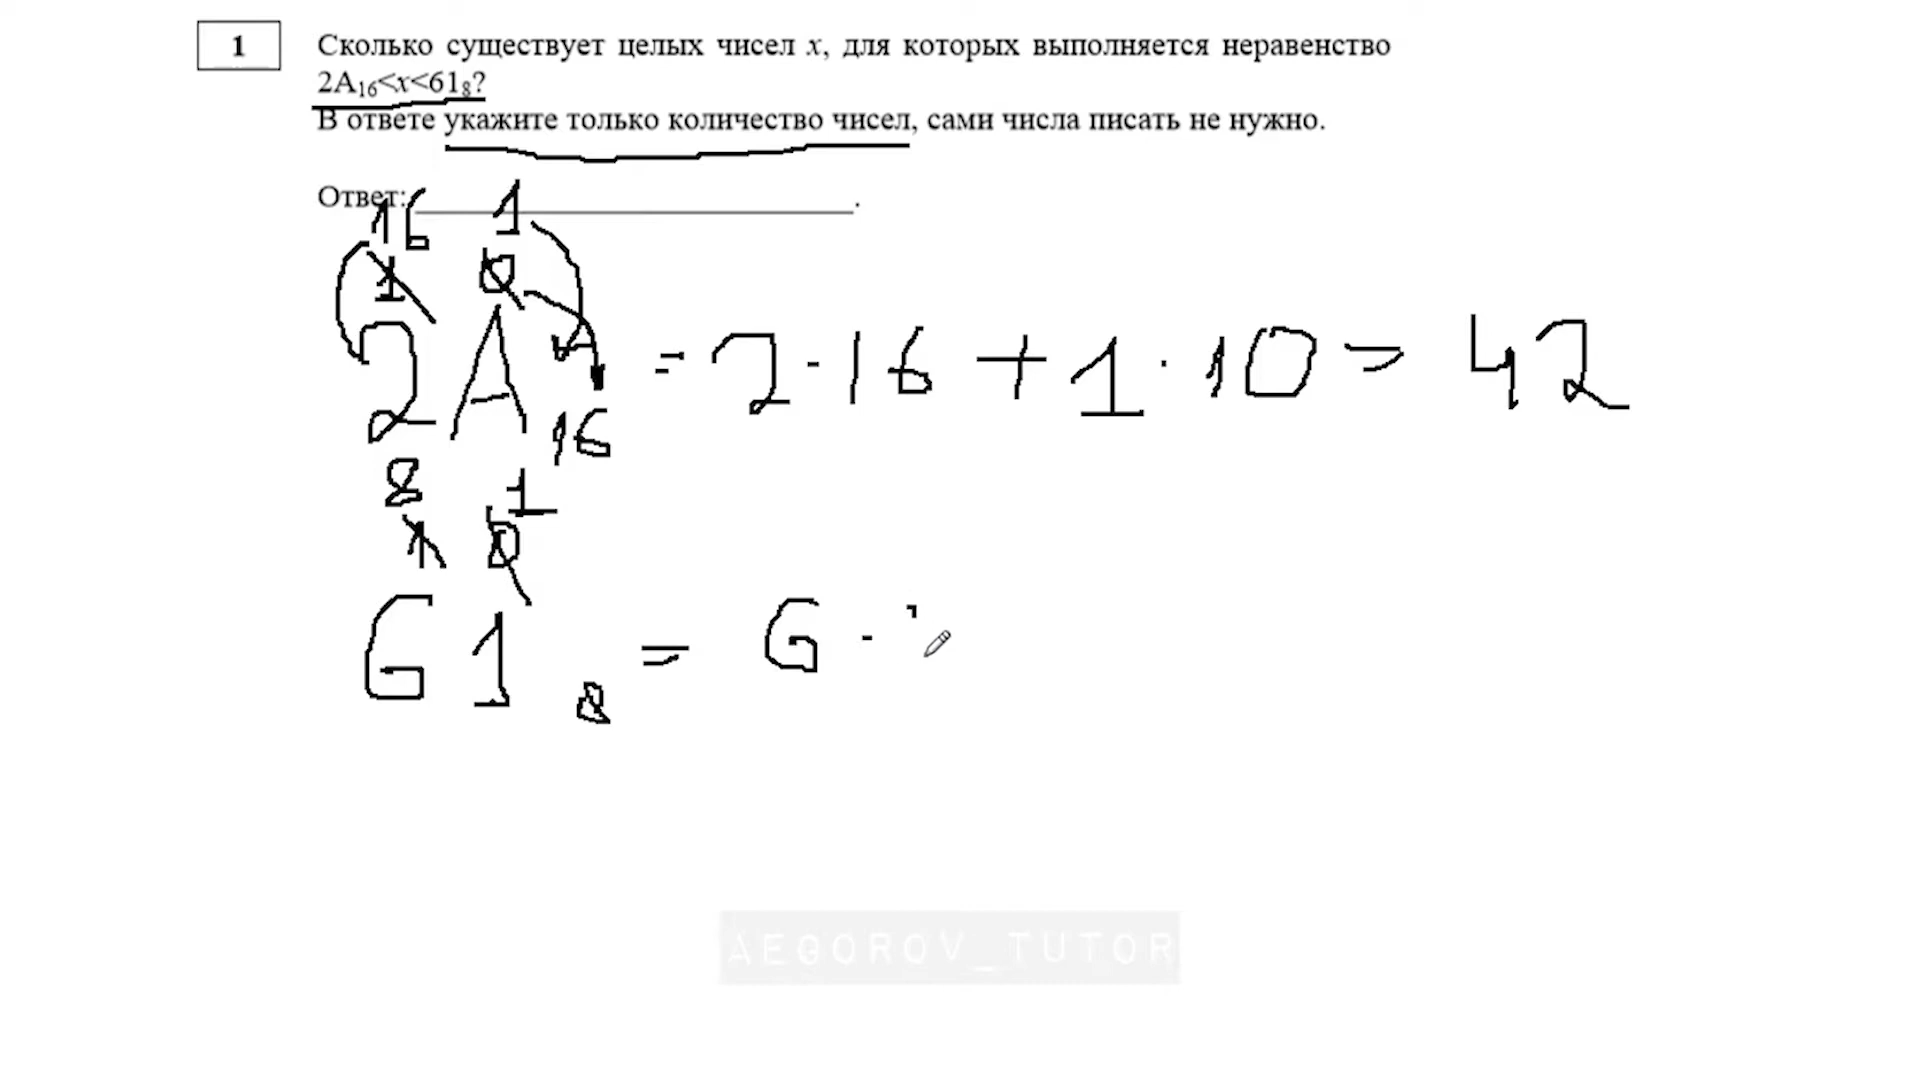 1
Сколько существует целых чисел x, для которых выполняется неравенство
2A₁₆<x<61₈?
В ответе укажите только количество чисел, сами числа писать не нужно.
Ответ: ______________________________.
16 1
1 0
2A₁₆ = 2 · 16 + 1 · 10 = 42
8 1
1 0
61₈ = 6 ·
AEGOROV_TUTOR